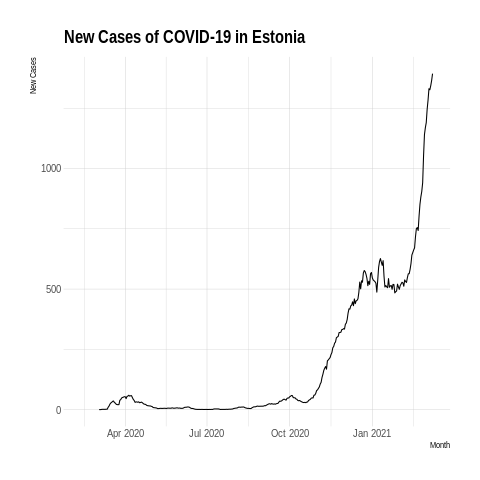 New Cases of COVID-19 in Estonia
New Cases
1000
500
0
Apr 2020 Jul 2020 Oct 2020 Jan 2021
Month